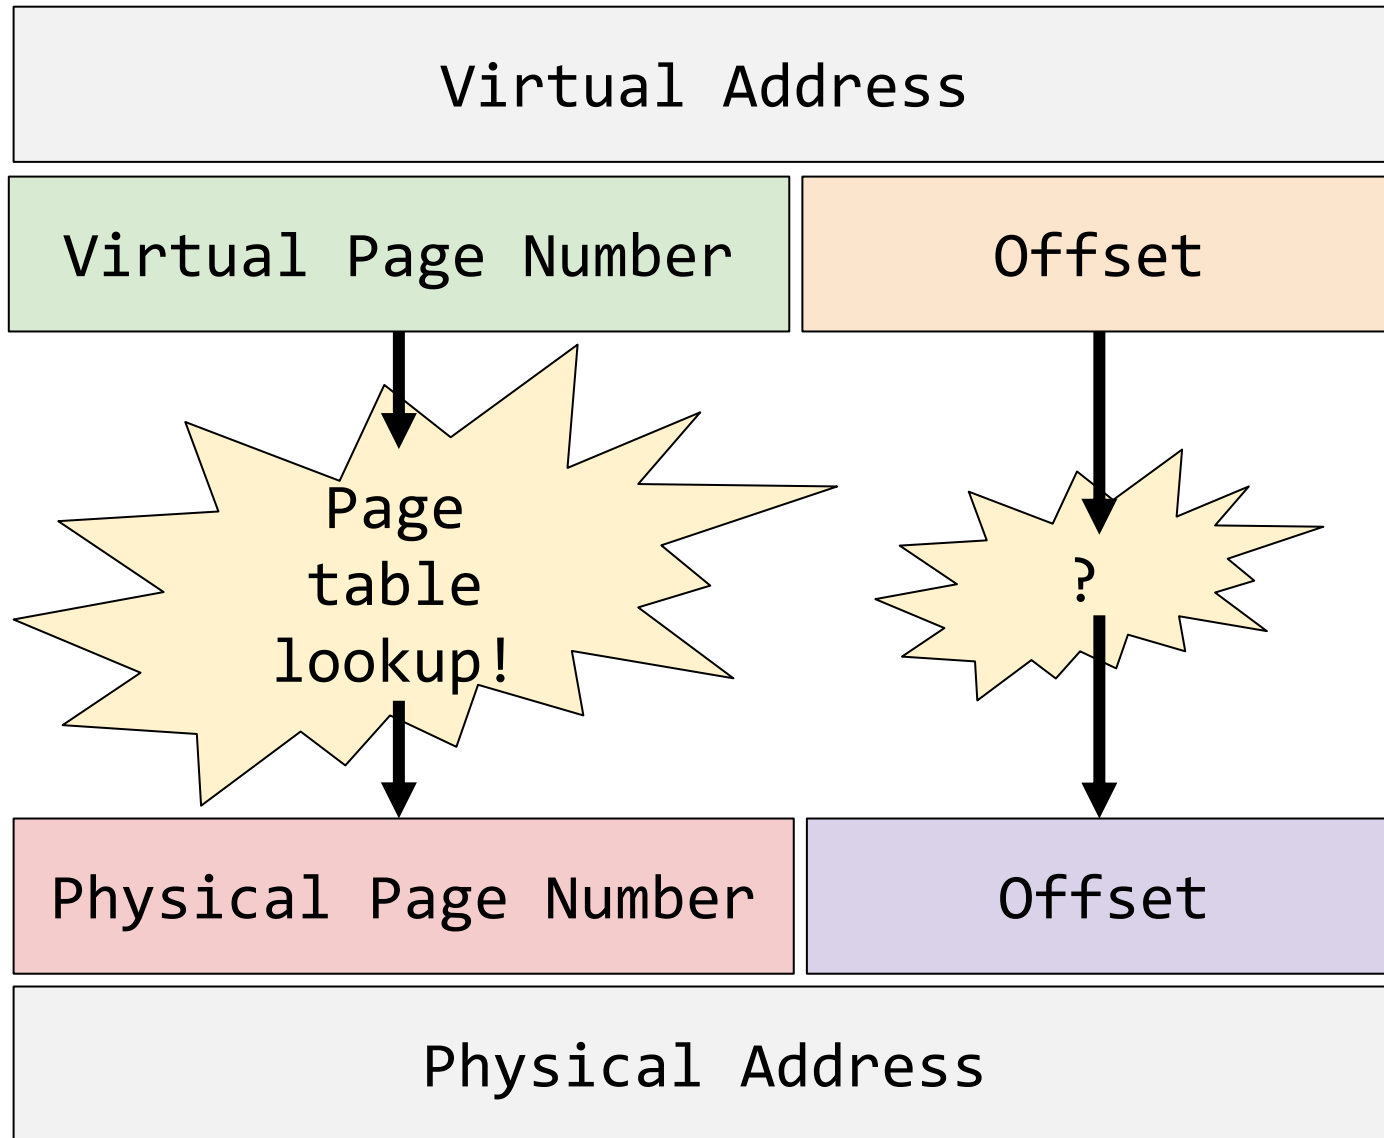 Virtual Address
Virtual Page Number
Offset
Page
table
lookup!
?
Physical Page Number
Offset
Physical Address